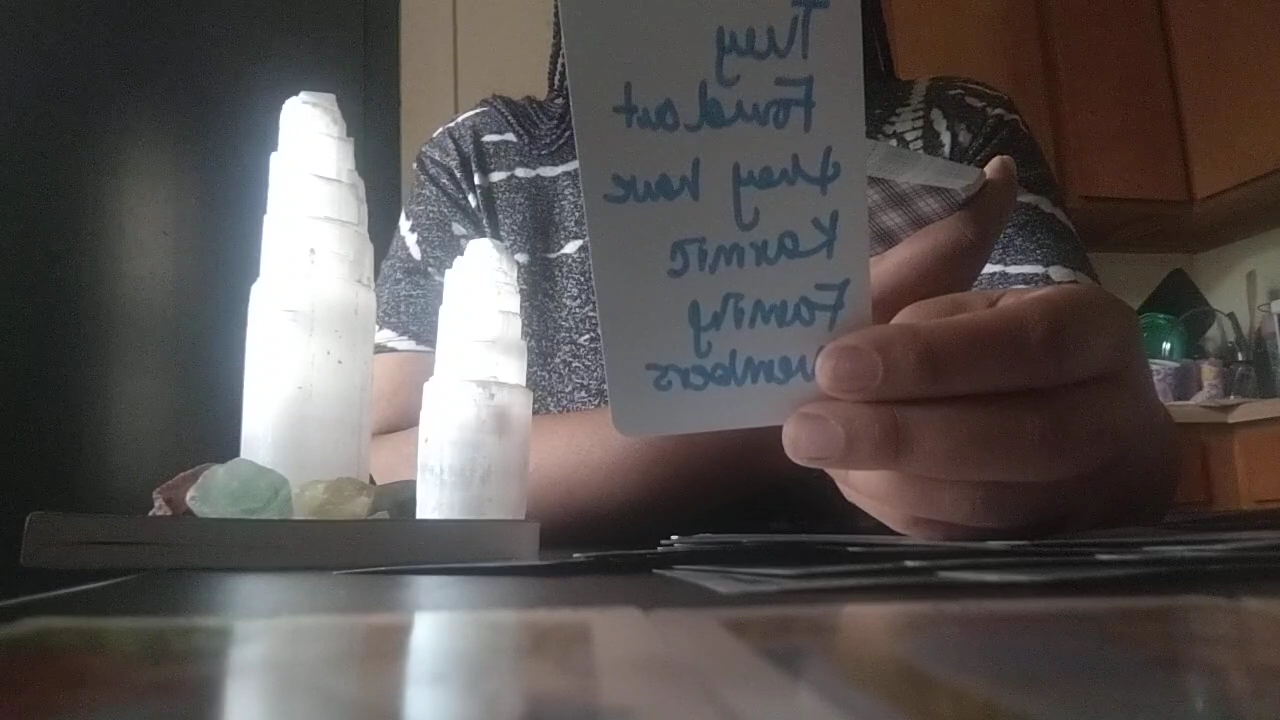 They
Found out
they have
Karmic
Family
members